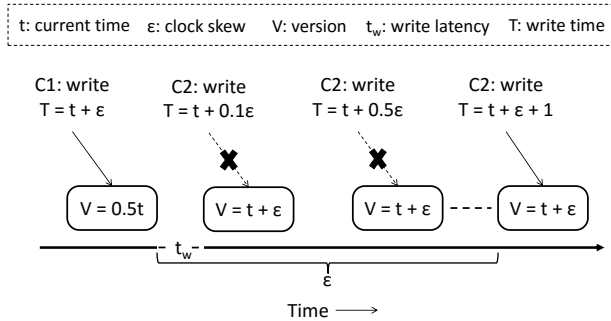 t: current time ε: clock skew V: version t_w: write latency T: write time
C1: write C2: write C2: write C2: write
T = t + ε T = t + 0.1ε T = t + 0.5ε T = t + ε + 1
V = 0.5t V = t + ε V = t + ε V = t + ε
t_w
ε
Time